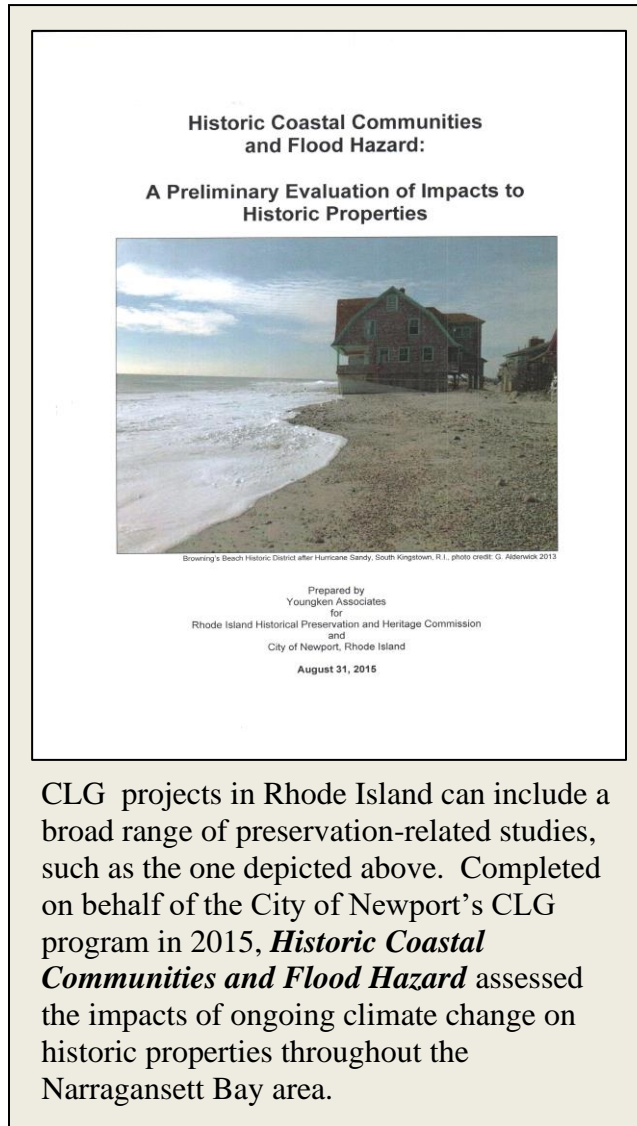 Historic Coastal Communities
and Flood Hazard:
A Preliminary Evaluation of Impacts to
Historic Properties
Browning's Beach Historic District after Hurricane Sandy, South Kingstown, R.I., photo credit: G. Alderwick 2013
Prepared by
Youngken Associates
for
Rhode Island Historical Preservation and Heritage Commission
and
City of Newport, Rhode Island
August 31, 2015
CLG projects in Rhode Island can include a
broad range of preservation-related studies,
such as the one depicted above. Completed
on behalf of the City of Newport’s CLG
program in 2015, Historic Coastal
Communities and Flood Hazard assessed
the impacts of ongoing climate change on
historic properties throughout the
Narragansett Bay area.